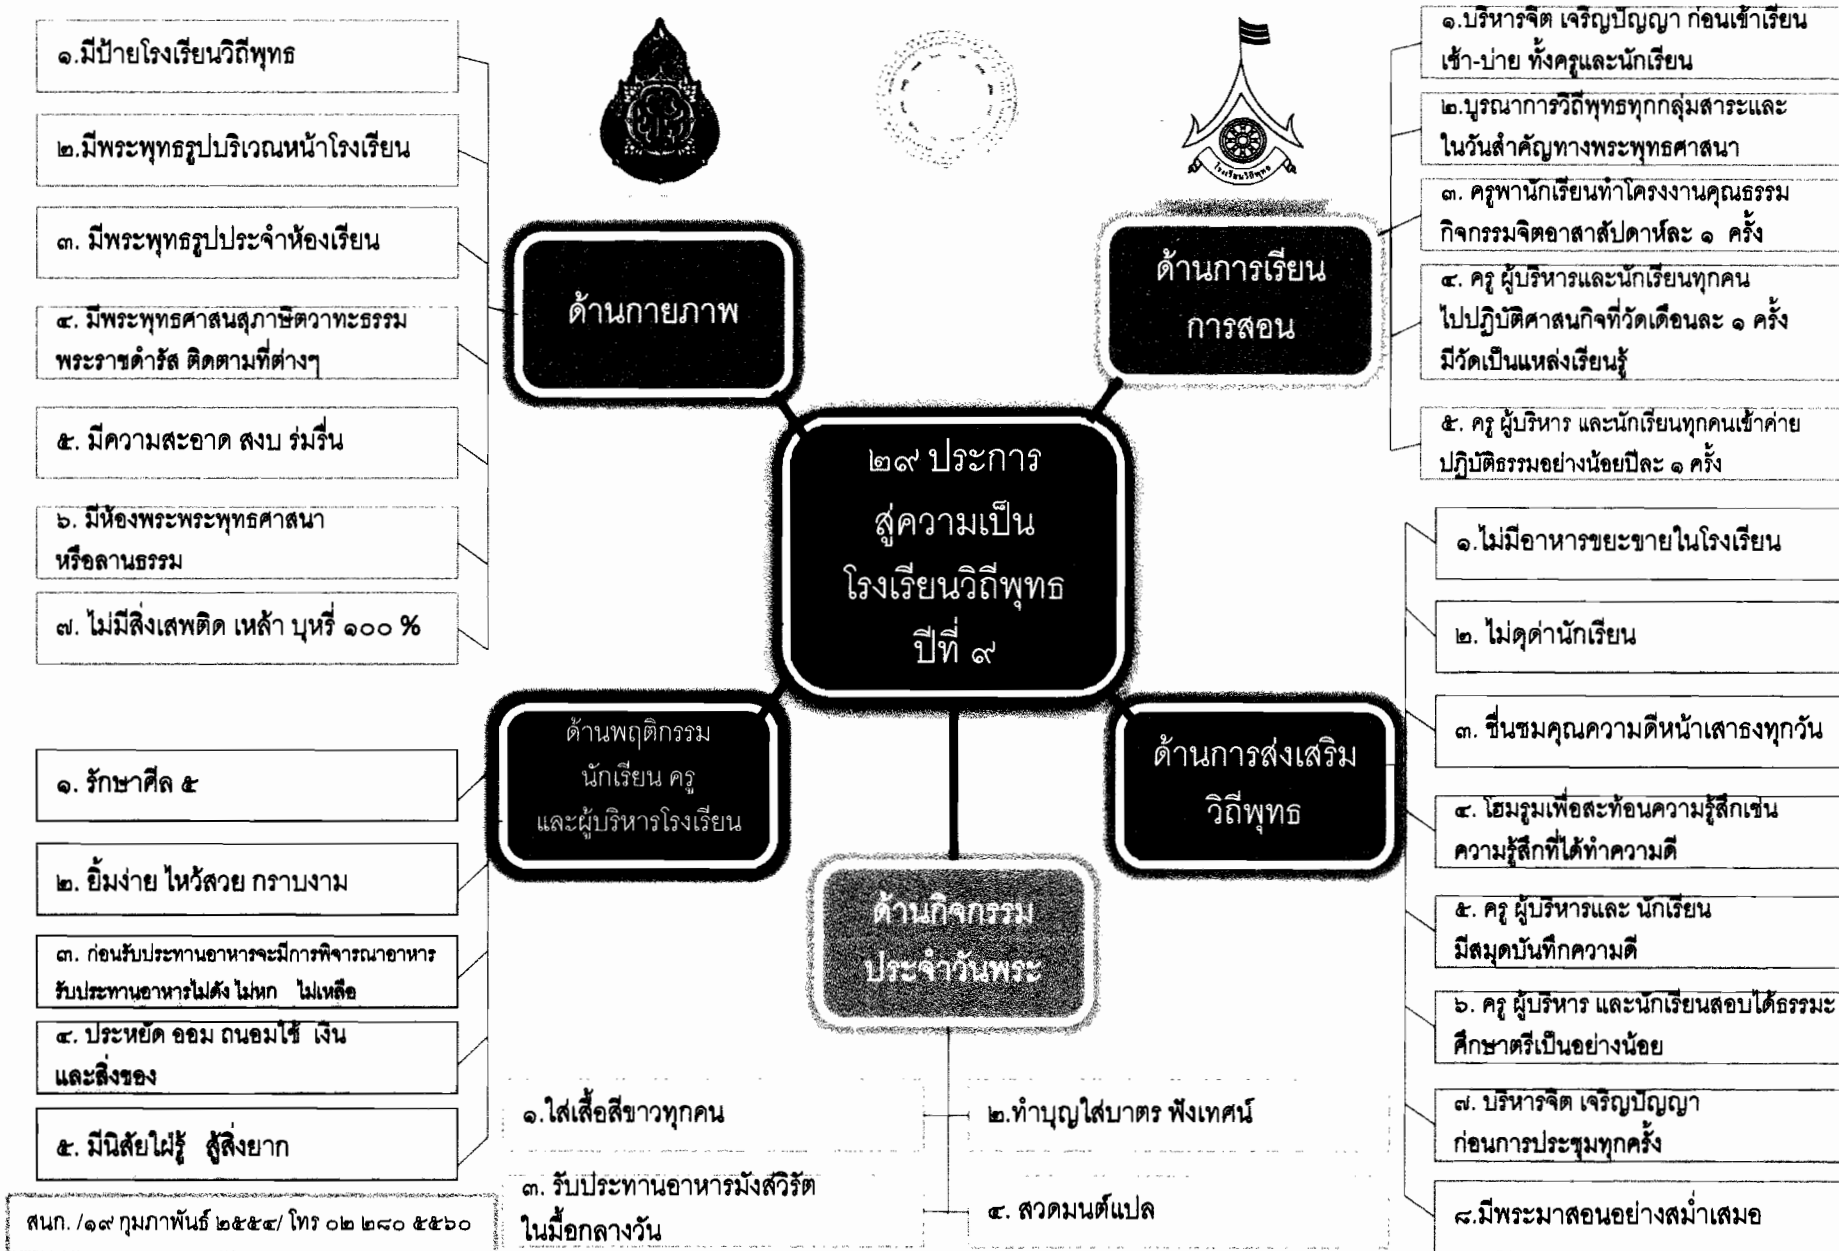 ๑.มีป้ายโรงเรียนวิถีพุทธ
๒.มีพระพุทธรูปบริเวณหน้าโรงเรียน
๓. มีพระพุทธรูปประจำห้องเรียน
๔. มีพระพุทธศาสนสุภาษิตวาทะธรรม
พระราชดำรัส ติดตามที่ต่างๆ
๕. มีความสะอาด สงบ ร่มรื่น
๖. มีห้องพระพระพุทธศาสนา
หรือลานธรรม
๗. ไม่มีสิ่งเสพติด เหล้า บุหรี่ ๑๐๐ %
ด้านกายภาพ
โรงเรียนวิถีพุทธ
ด้านการเรียน
การสอน
๑.บริหารจิต เจริญปัญญา ก่อนเข้าเรียน
เช้า-บ่าย ทั้งครูและนักเรียน
๒.บูรณาการวิถีพุทธทุกกลุ่มสาระและ
ในวันสำคัญทางพระพุทธศาสนา
๓. ครูพานักเรียนทำโครงงานคุณธรรม
กิจกรรมจิตอาสาสัปดาห์ละ ๑ ครั้ง
๔. ครู ผู้บริหารและนักเรียนทุกคน
ไปปฏิบัติศาสนกิจที่วัดเดือนละ ๑ ครั้ง
มีวัดเป็นแหล่งเรียนรู้
๕. ครู ผู้บริหาร และนักเรียนทุกคนเข้าค่าย
ปฏิบัติธรรมอย่างน้อยปีละ ๑ ครั้ง
๒๙ ประการ
สู่ความเป็น
โรงเรียนวิถีพุทธ
ปีที่ ๙
ด้านพฤติกรรม
นักเรียน ครู
และผู้บริหารโรงเรียน
๑. รักษาศีล ๕
๒. ยิ้มง่าย ไหว้สวย กราบงาม
๓. ก่อนรับประทานอาหารจะมีการพิจารณาอาหาร
รับประทานอาหารไม่ดัง ไม่หก ไม่เหลือ
๔. ประหยัด ออม ถนอมใช้ เงิน
และสิ่งของ
๕. มีนิสัยใฝ่รู้ สู้สิ่งยาก
ด้านกิจกรรม
ประจำวันพระ
๑.ใส่เสื้อสีขาวทุกคน
๒.ทำบุญใส่บาตร ฟังเทศน์
๓. รับประทานอาหารมังสวิรัต
ในมื้อกลางวัน
๔. สวดมนต์แปล
ด้านการส่งเสริม
วิถีพุทธ
๑.ไม่มีอาหารขยะขายในโรงเรียน
๒. ไม่ดุด่านักเรียน
๓. ชื่นชมคุณความดีหน้าเสาธงทุกวัน
๔. โฮมรูมเพื่อสะท้อนความรู้สึกเช่น
ความรู้สึกที่ได้ทำความดี
๕. ครู ผู้บริหารและ นักเรียน
มีสมุดบันทึกความดี
๖. ครู ผู้บริหาร และนักเรียนสอบได้ธรรมะ
ศึกษาตรีเป็นอย่างน้อย
๗. บริหารจิต เจริญปัญญา
ก่อนการประชุมทุกครั้ง
๘.มีพระมาสอนอย่างสม่ำเสมอ
สนก. /๑๙ กุมภาพันธ์ ๒๕๕๔/ โทร ๐๒ ๒๘๐ ๕๕๖๐